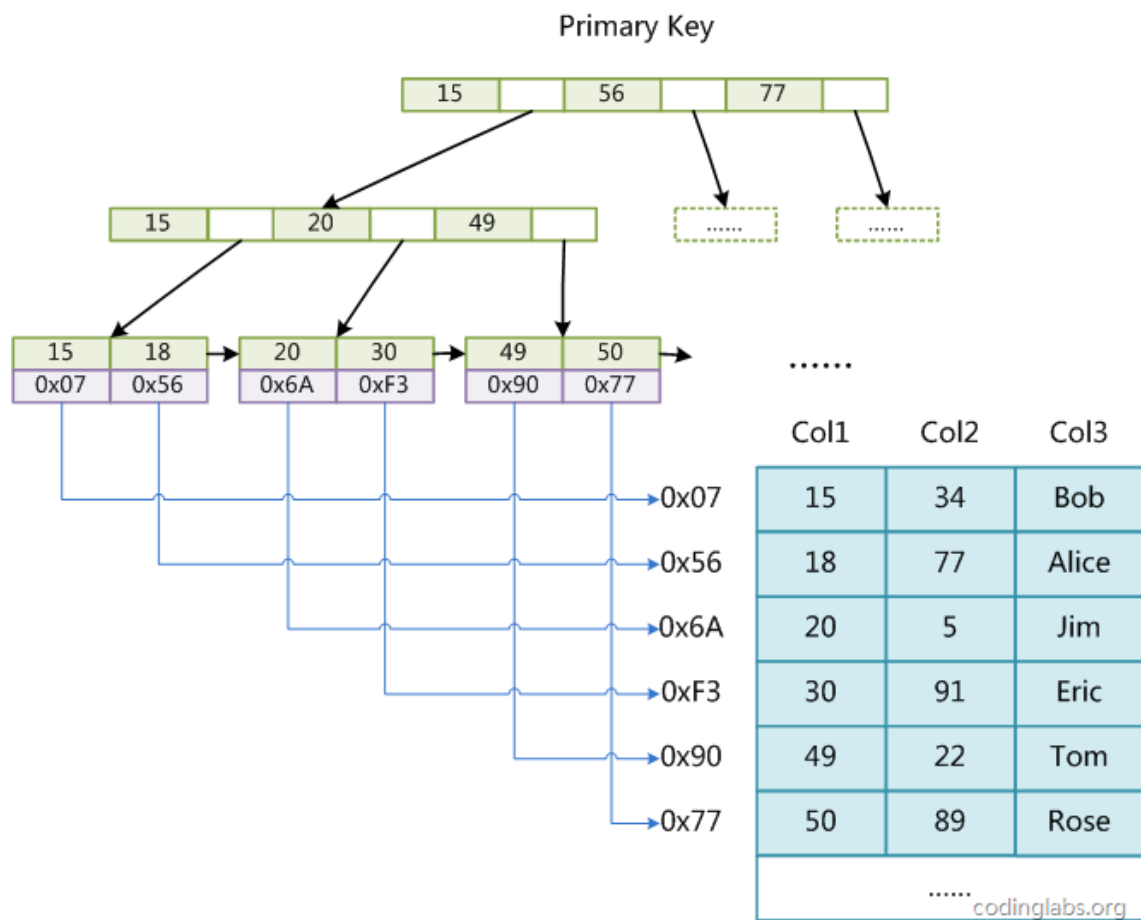 Primary Key
15 56 77
15 20 49 …… ……
15 18 20 30 49 50
0x07 0x56 0x6A 0xF3 0x90 0x77
……
Col1 Col2 Col3
0x07 15 34 Bob
0x56 18 77 Alice
0x6A 20 5 Jim
0xF3 30 91 Eric
0x90 49 22 Tom
0x77 50 89 Rose
……
codinglabs.org